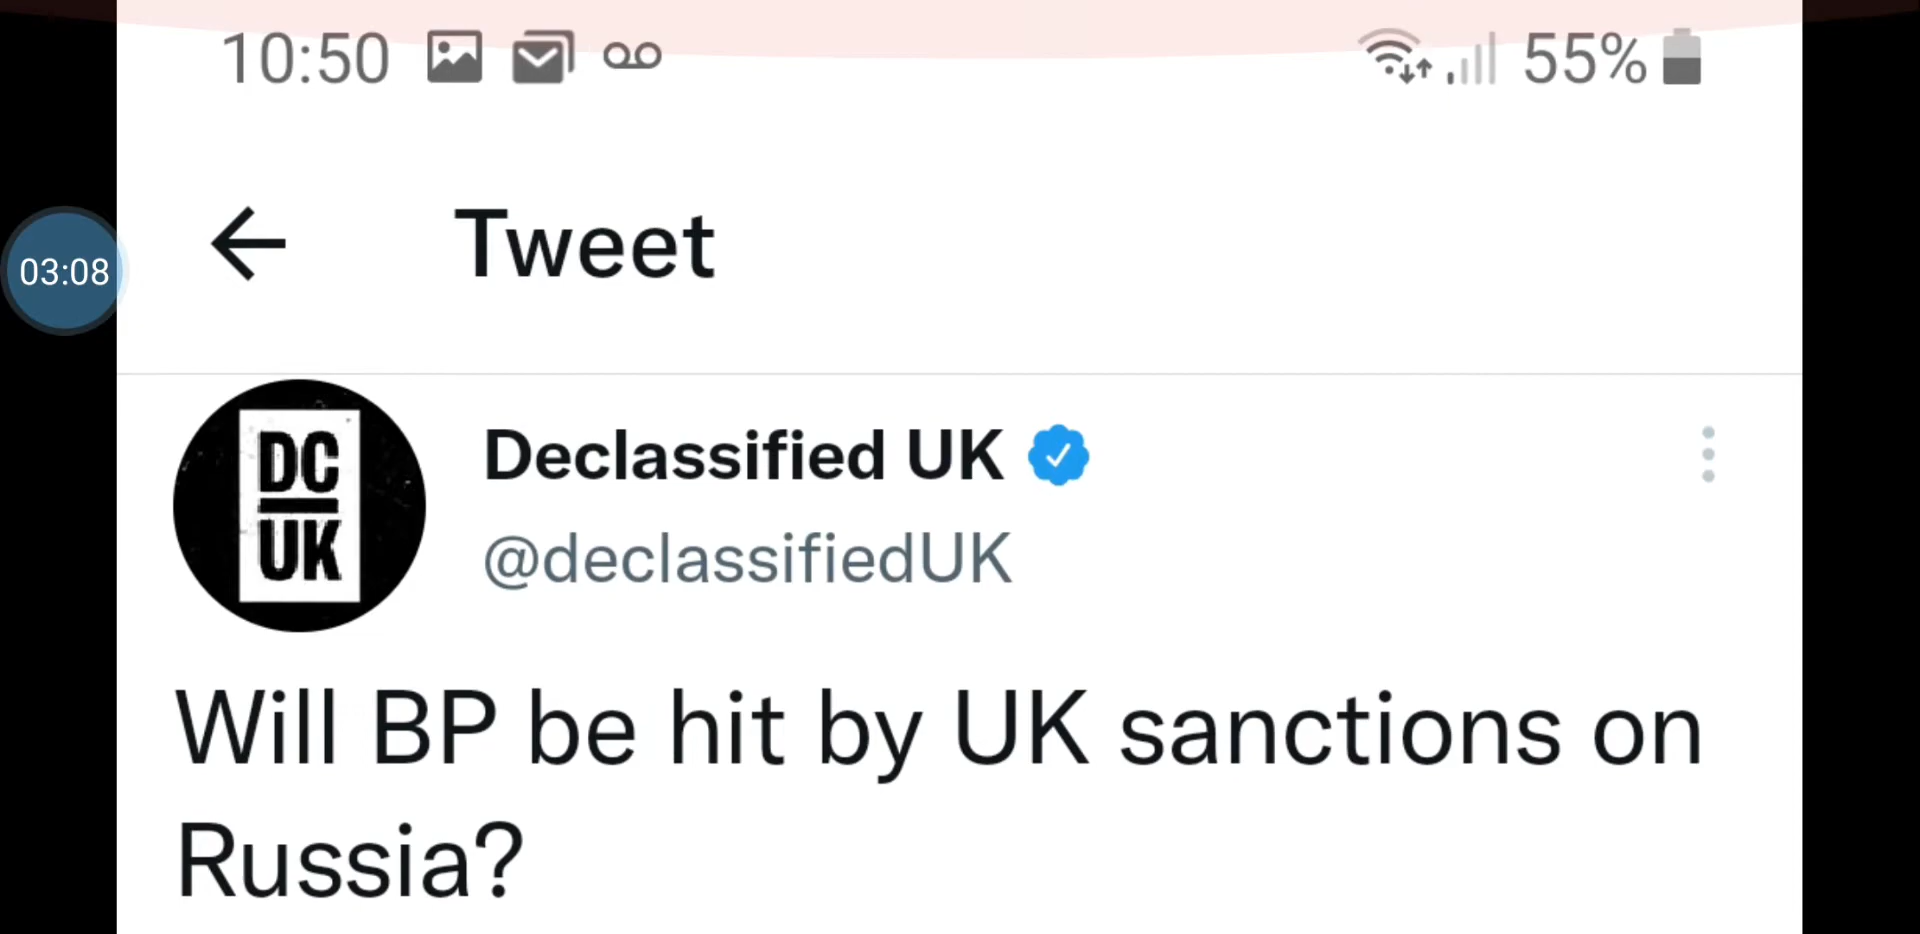 10:50 55%
Tweet
03:08
DC
UK
Declassified UK
@declassifiedUK
Will BP be hit by UK sanctions on
Russia?